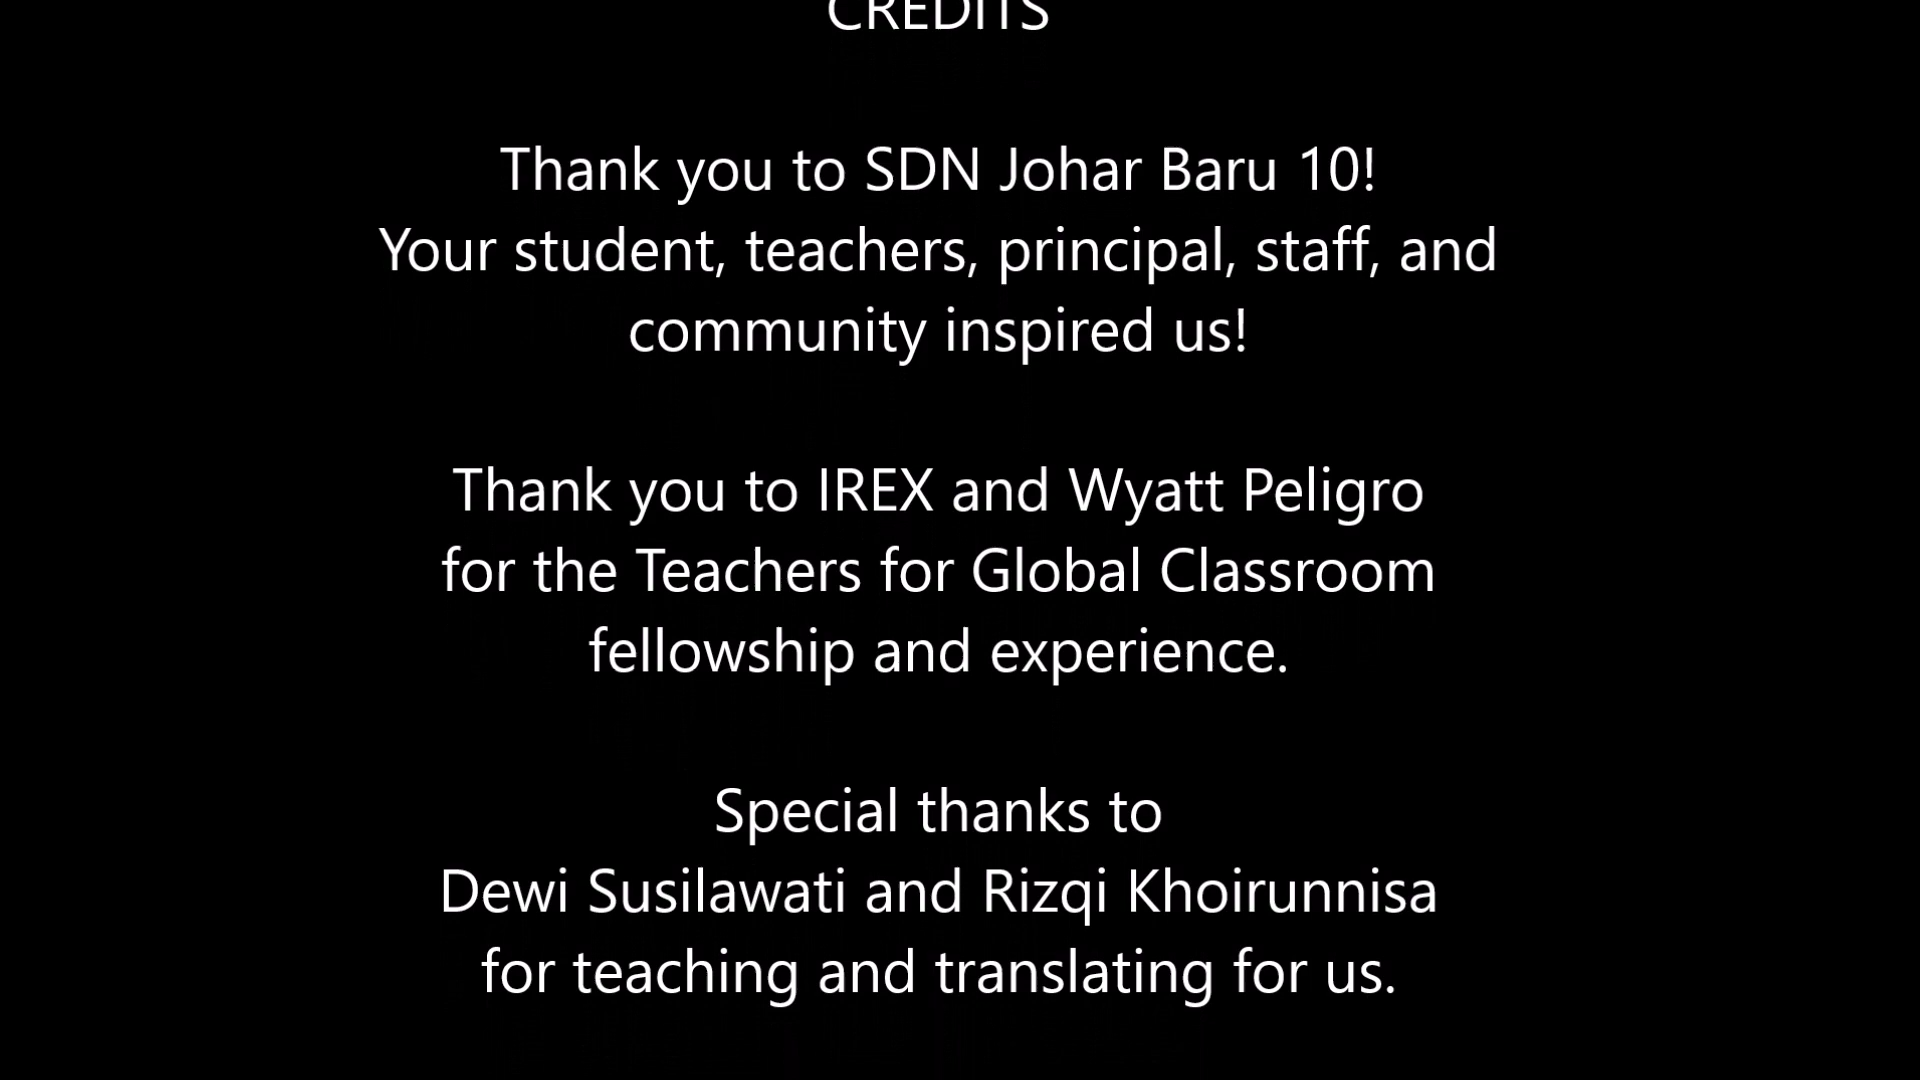 CREDITS
Thank you to SDN Johar Baru 10!
Your student, teachers, principal, staff, and
community inspired us!
Thank you to IREX and Wyatt Peligro
for the Teachers for Global Classroom
fellowship and experience.
Special thanks to
Dewi Susilawati and Rizqi Khoirunnisa
for teaching and translating for us.